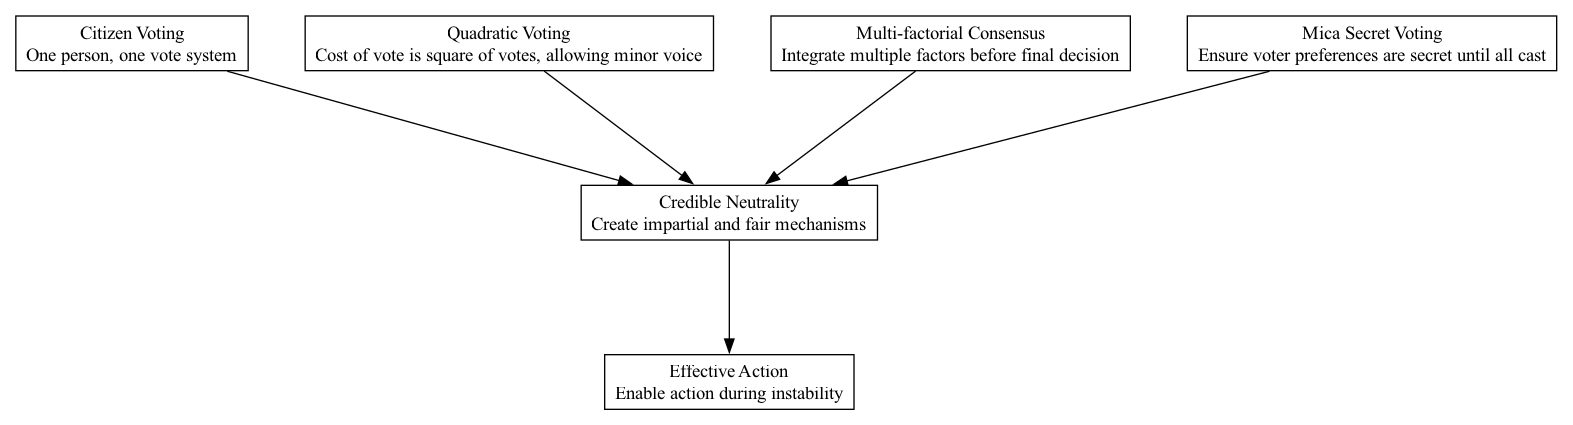 Citizen Voting
One person, one vote system
Quadratic Voting
Cost of vote is square of votes, allowing minor voice
Multi-factorial Consensus
Integrate multiple factors before final decision
Mica Secret Voting
Ensure voter preferences are secret until all cast
Credible Neutrality
Create impartial and fair mechanisms
Effective Action
Enable action during instability